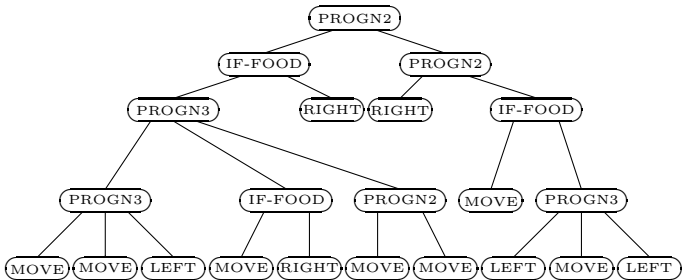 PROGN2
IF-FOOD PROGN2
PROGN3 RIGHT RIGHT IF-FOOD
PROGN3 IF-FOOD PROGN2 MOVE PROGN3
MOVE MOVE LEFT MOVE RIGHT MOVE MOVE LEFT MOVE LEFT